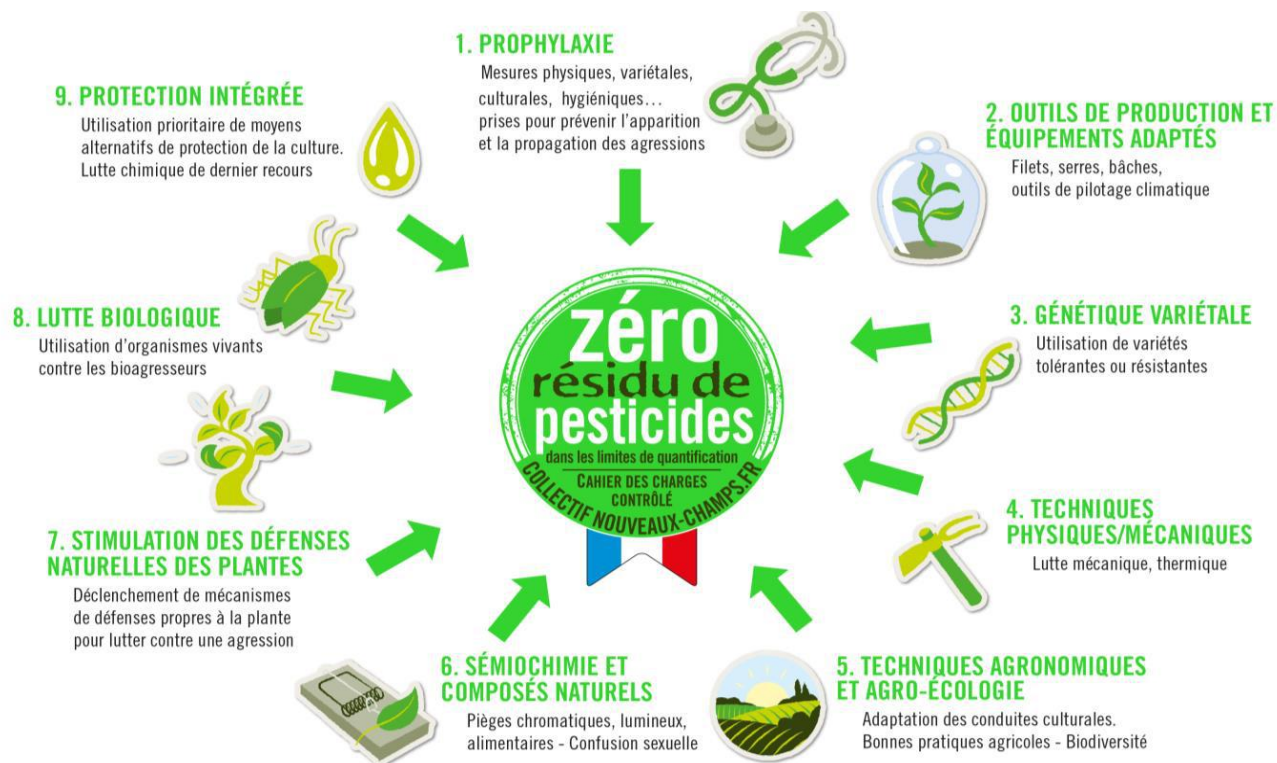 1. PROPHYLAXIE
Mesures physiques, variétales,
culturales, hygiéniques...
prises pour prévenir l'apparition
et la propagation des agressions
2. OUTILS DE PRODUCTION ET
ÉQUIPEMENTS ADAPTÉS
Filets, serres, bâches,
outils de pilotage climatique
3. GÉNÉTIQUE VARIÉTALE
Utilisation de variétés
tolérantes ou résistantes
4. TECHNIQUES
PHYSIQUES/MÉCANIQUES
Lutte mécanique, thermique
5. TECHNIQUES AGRONOMIQUES
ET AGRO-ÉCOLOGIE
Adaptation des conduites culturales.
Bonnes pratiques agricoles - Biodiversité
6. SÉMIOCHIMIE ET
COMPOSÉS NATURELS
Pièges chromatiques, lumineux,
alimentaires - Confusion sexuelle
7. STIMULATION DES DÉFENSES
NATURELLES DES PLANTES
Déclenchement de mécanismes
de défenses propres à la plante
pour lutter contre une agression
8. LUTTE BIOLOGIQUE
Utilisation d'organismes vivants
contre les bioagresseurs
9. PROTECTION INTÉGRÉE
Utilisation prioritaire de moyens
alternatifs de protection de la culture.
Lutte chimique de dernier recours
zéro
résidu de
pesticides
dans les limites de quantification
CAHIER DES CHARGES
CONTRÔLÉ
COLLECTIF NOUVEAUX-CHAMPS.FR